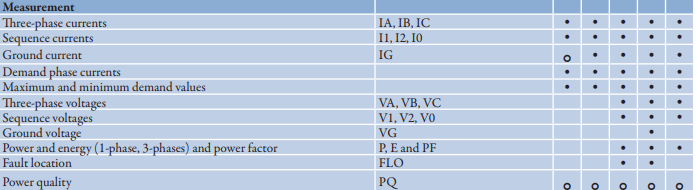 Measurement
Three-phase currents IA, IB, IC • • • • •
Sequence currents I1, I2, I0 • • • • •
Ground current IG o • • • •
Demand phase currents • • • • •
Maximum and minimum demand values • • • • •
Three-phase voltages VA, VB, VC • • •
Sequence voltages V1, V2, V0 • • •
Ground voltage VG •
Power and energy (1-phase, 3-phases) and power factor P, E and PF • • •
Fault location FLO • •
Power quality PQ o o o o o